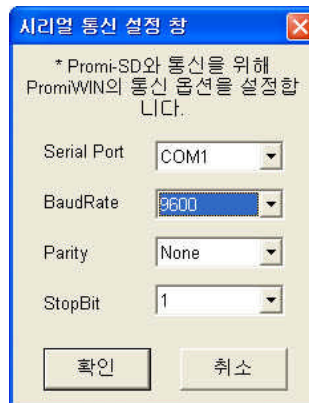 시리얼 통신 설정 창
* Promi-SD와 통신을 위해
PromiWIN의 통신 옵션을 설정합
니다.
Serial Port COM1
BaudRate 9600
Parity None
StopBit 1
확인 취소